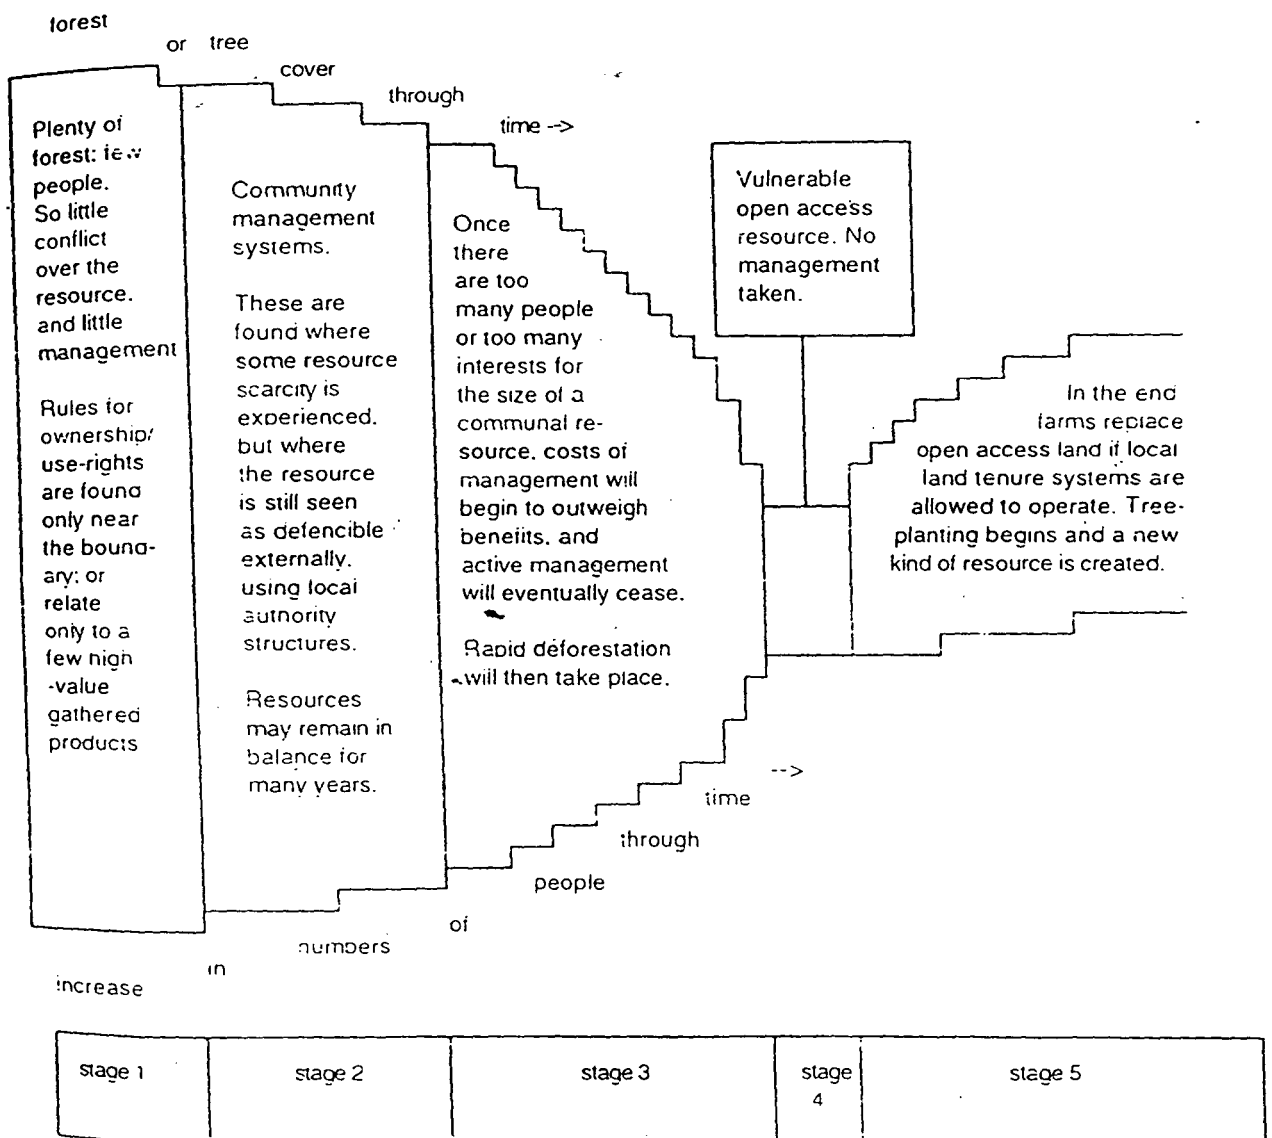 forest
or tree
cover
through
time -->
Plenty of
forest: few
people.
So little
conflict
over the
resource.
and little
management
Rules for
ownership/
use-rights
are found
only near
the bound-
ary: or
relate
only to a
few high
-value
gathered
products
Community
management
systems.
These are
found where
some resource
scarcity is
experienced.
but where
the resource
is still seen
as defencible
externally.
using local
authority
structures.
Resources
may remain in
balance for
many years.
Once
there
are too
many people
or too many
interests for
the size of a
communal re-
source, costs of
management will
begin to outweigh
benefits, and
active management
will eventually cease.
Rapid deforestation
will then take place.
Vulnerable
open access
resource. No
management
taken.
In the end
farms replace
open access land if local
land tenure systems are
allowed to operate. Tree-
planting begins and a new
kind of resource is created.
increase
in
numbers
of
people
through
time
-->
stage 1
stage 2
stage 3
stage
4
stage 5